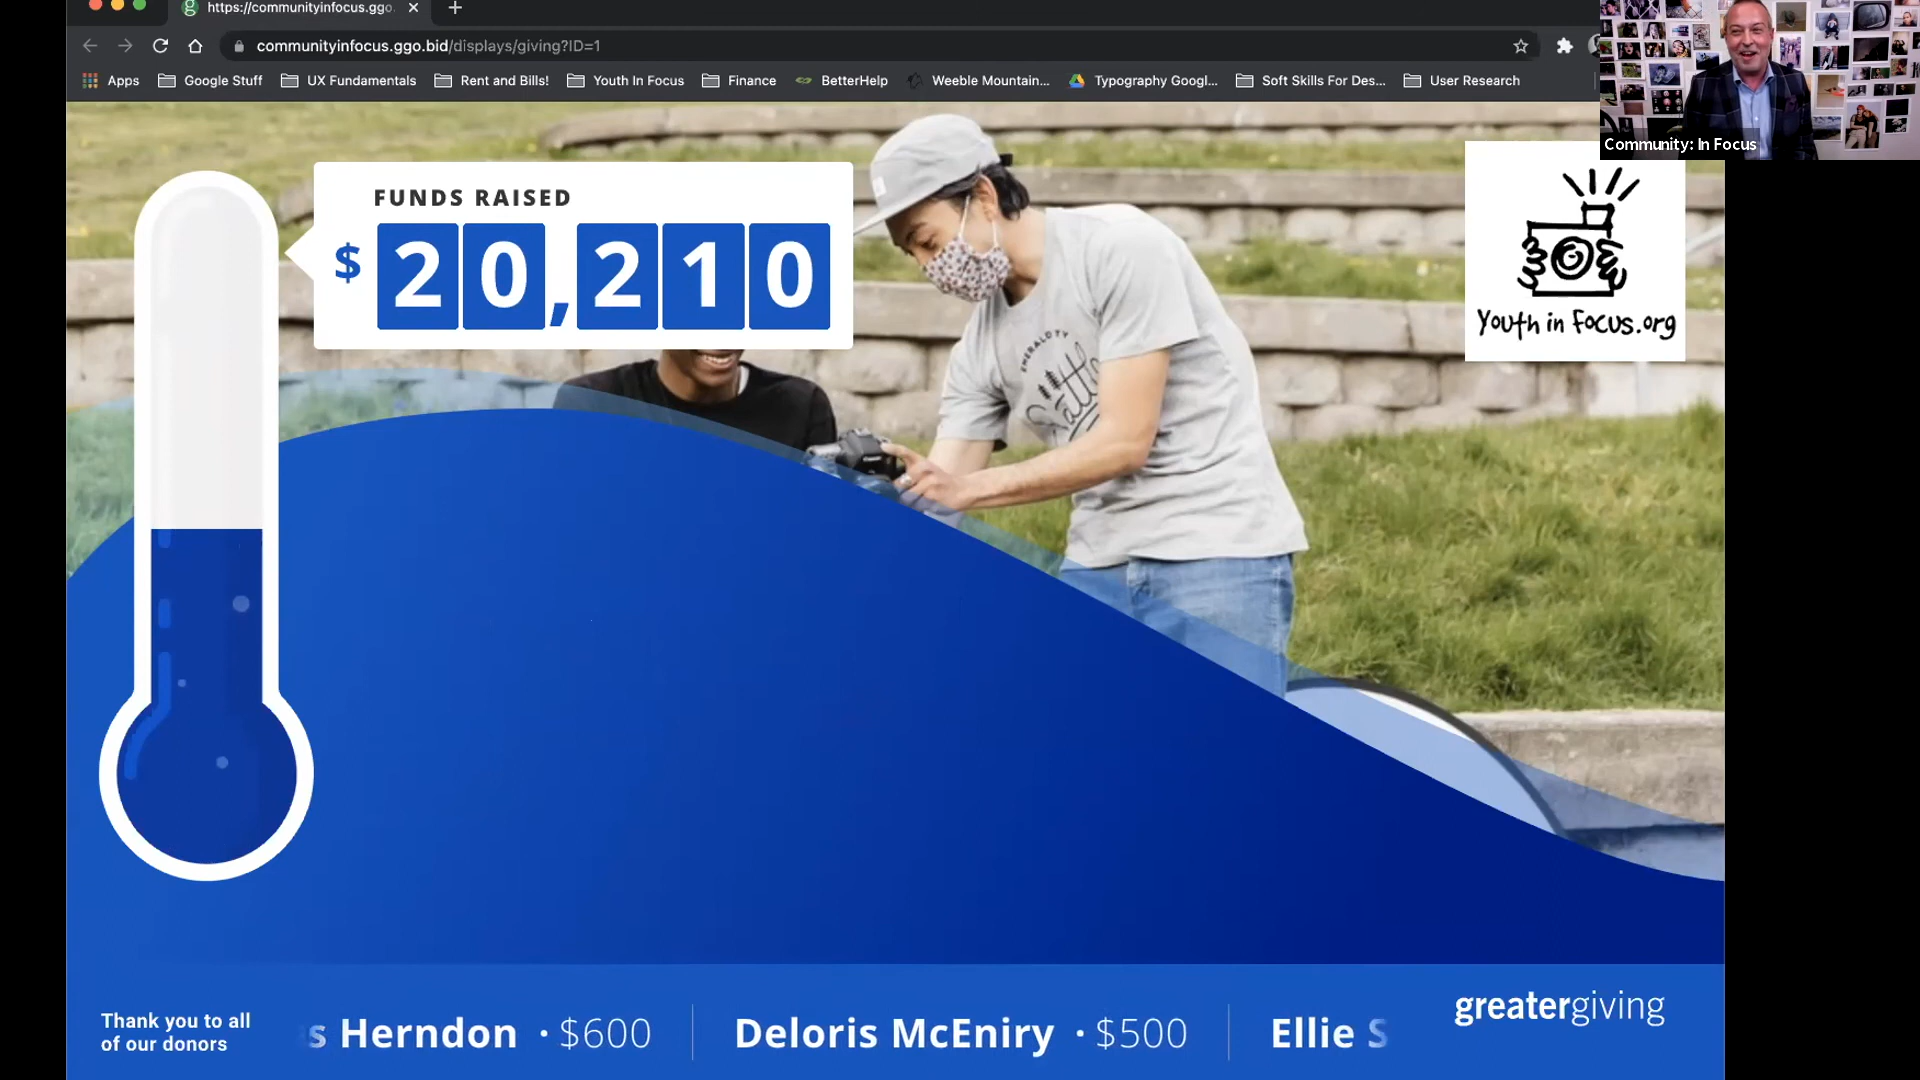 https://communityinfocus.ggo.
communityinfocus.ggo.bid/displays/giving?ID=1
Apps Google Stuff UX Fundamentals Rent and Bills! Youth In Focus Finance BetterHelp Weeble Mountain... Typography Googl... Soft Skills For Des... User Research
Community: In Focus
FUNDS RAISED
$20,210
Youth in Focus.org
EMERALD
Seattle
Thank you to all
of our donors
s Herndon · $600
Deloris McEniry · $500
Ellie S
greatergiving